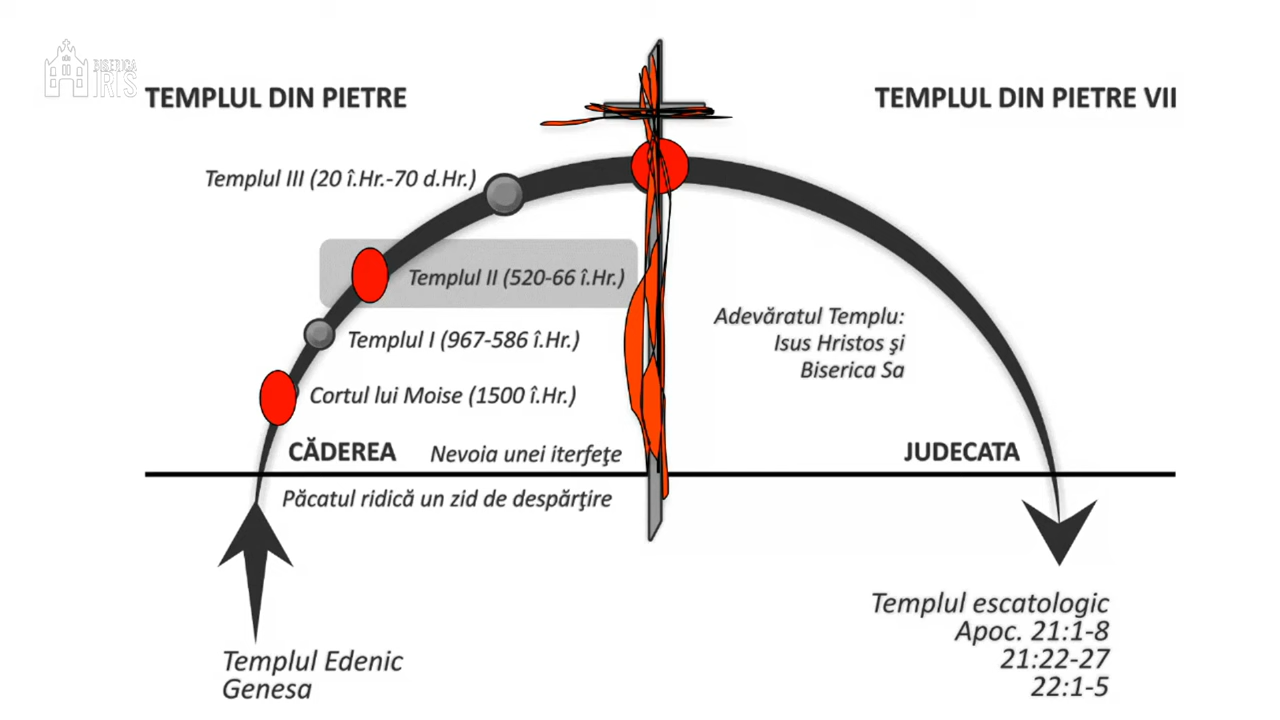 BISERICA
IRIS
TEMPLUL DIN PIETRE
TEMPLUL DIN PIETRE VII
Templul III (20 î.Hr.-70 d.Hr.)
Templul II (520-66 î.Hr.)
Templul I (967-586 î.Hr.)
Cortul lui Moise (1500 î.Hr.)
Adevăratul Templu:
Isus Hristos şi
Biserica Sa
CĂDEREA
Nevoia unei iterfeţe
JUDECATA
Păcatul ridică un zid de despărţire
Templul Edenic
Genesa
Templul escatologic
Apoc. 21:1-8
21:22-27
22:1-5